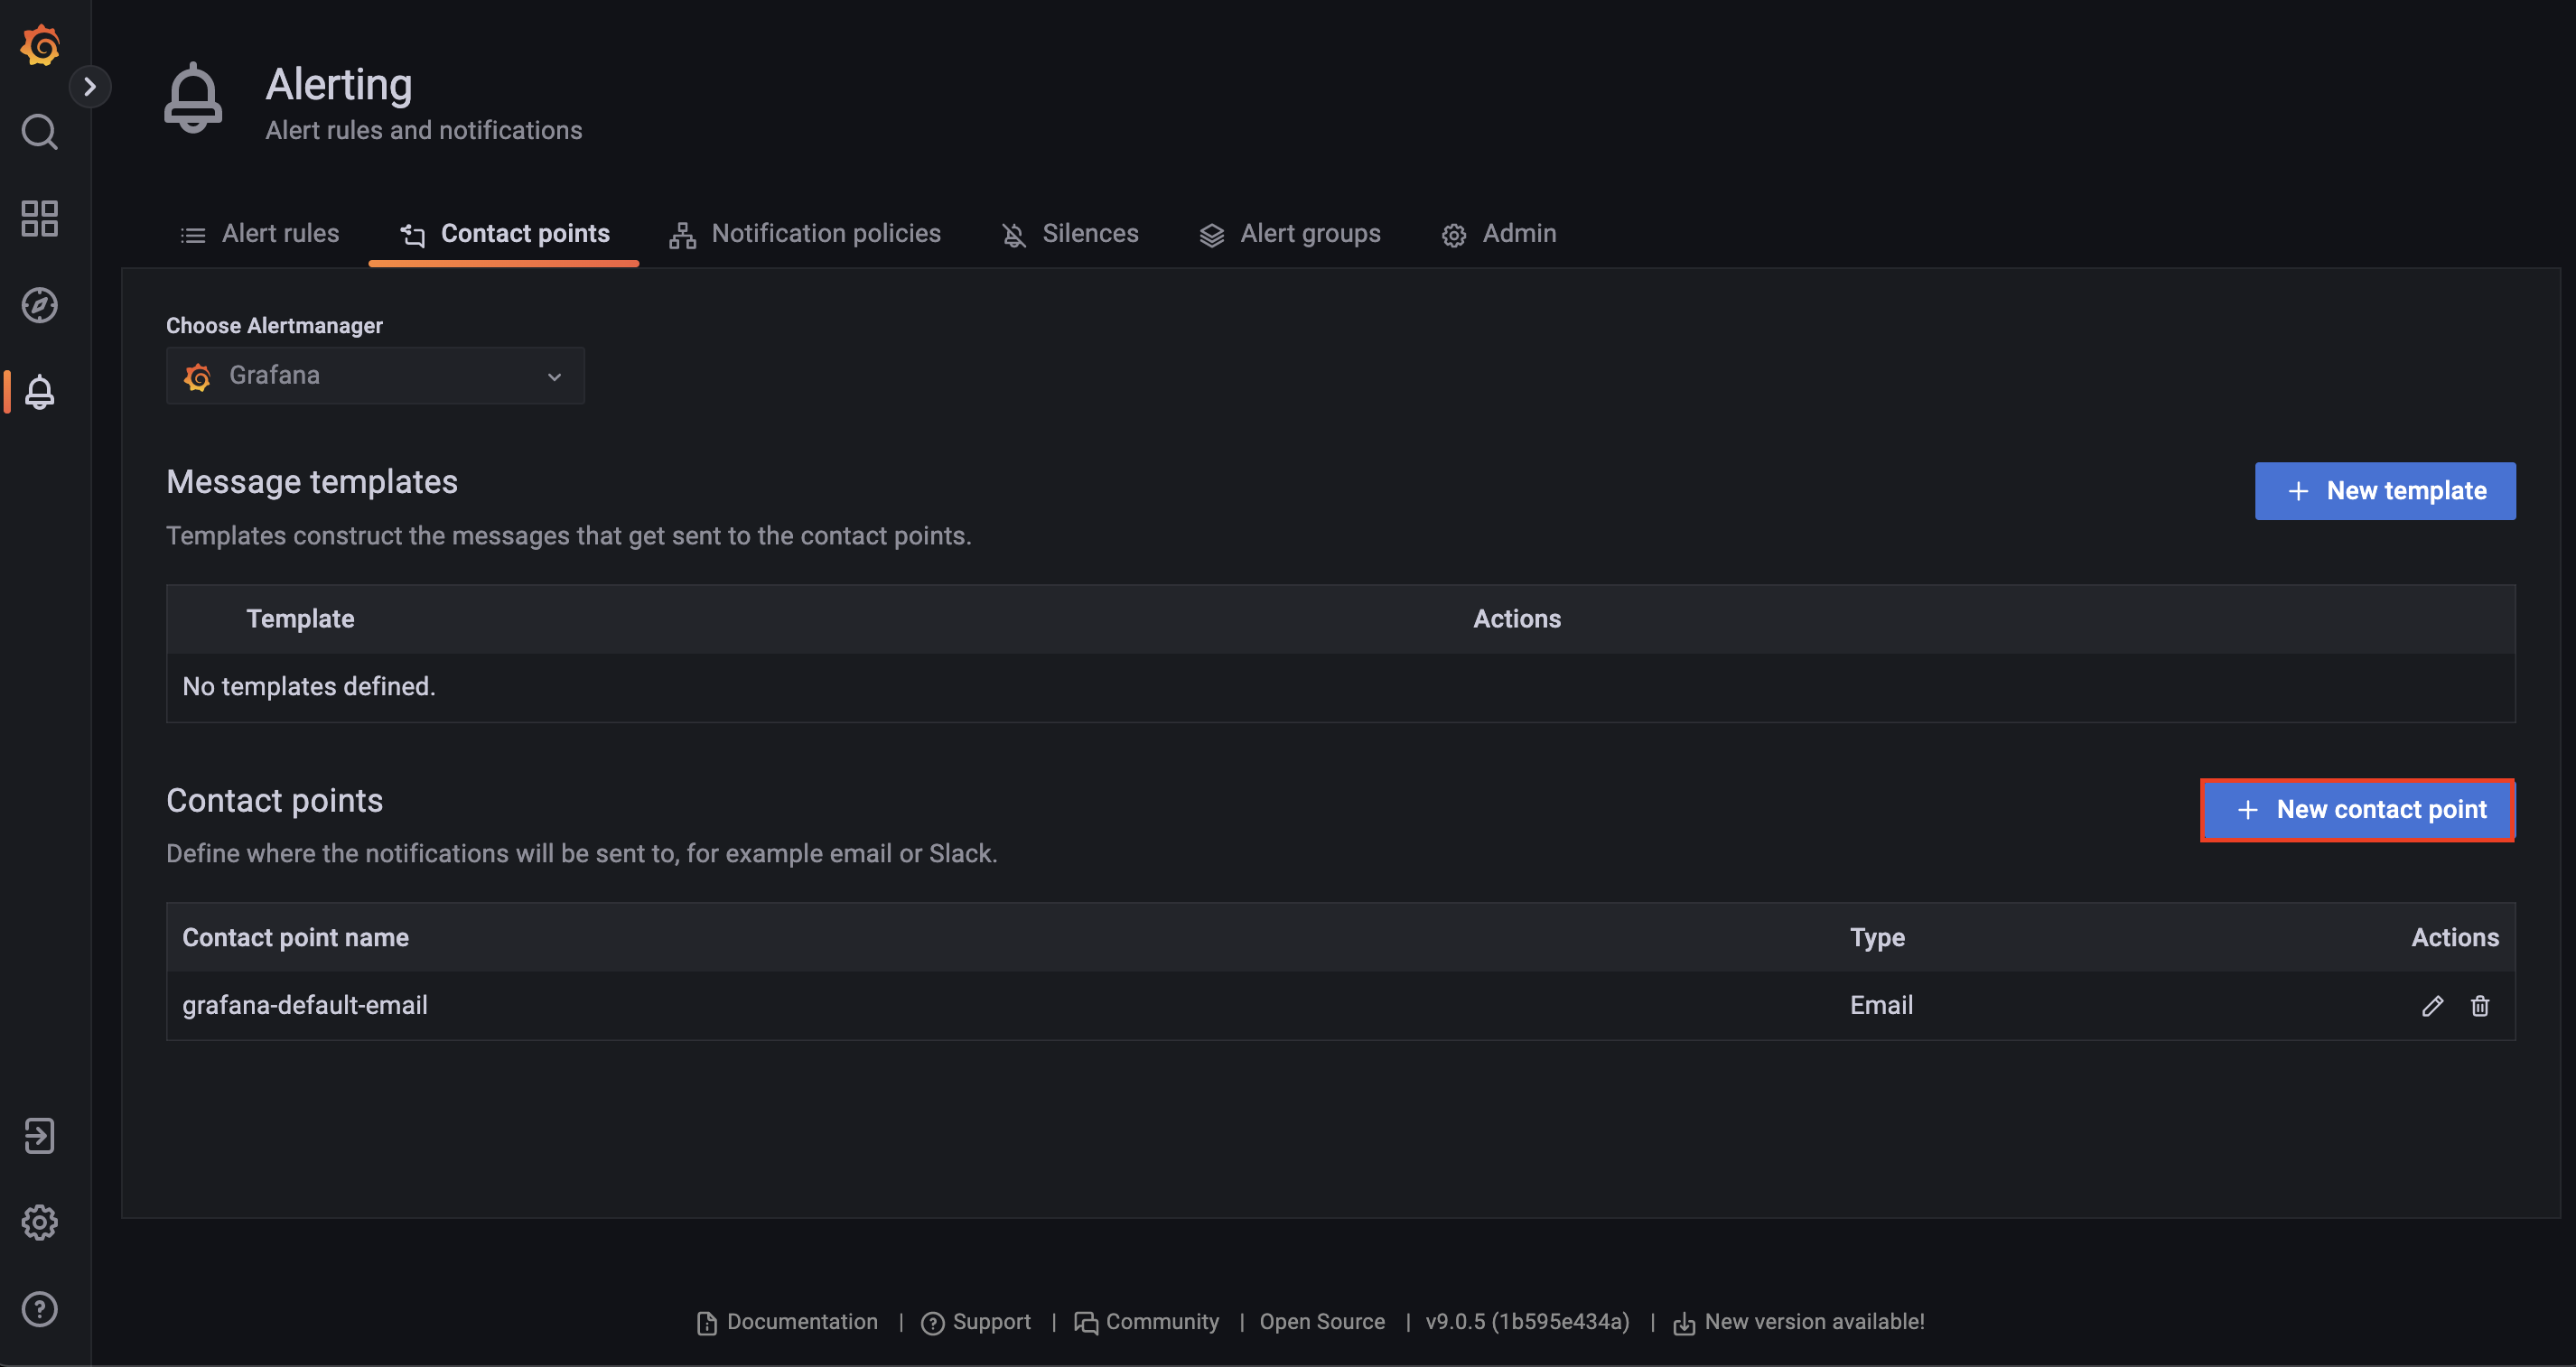 Alerting
Alert rules and notifications
Alert rules Contact points Notification policies Silences Alert groups Admin
Choose Alertmanager
Grafana
Message templates
New template
Templates construct the messages that get sent to the contact points.
Template Actions
No templates defined.
Contact points
New contact point
Define where the notifications will be sent to, for example email or Slack.
Contact point name Type Actions
grafana-default-email Email
Documentation | Support | Community | Open Source | v9.0.5 (1b595e434a) | New version available!